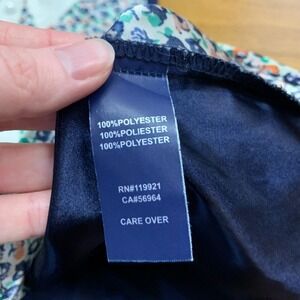 100%POLYESTER
100%POLIESTER
100%POLYESTER
RN#119921
CA#56964
CARE OVER